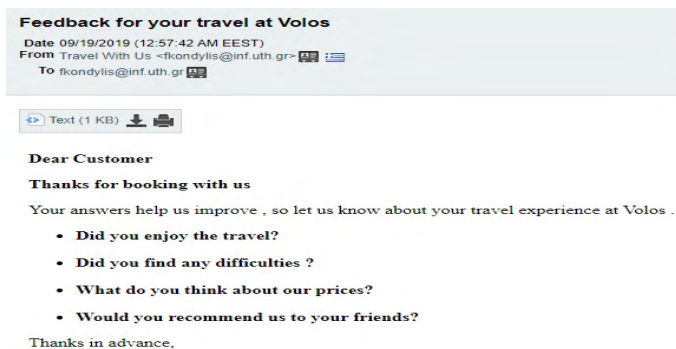 Feedback for your travel at Volos
Date 09/19/2019 (12:57:42 AM EEST)
From Travel With Us <fkondylis@inf.uth.gr>
To fkondylis@inf.uth.gr
Text (1 KB)
Dear Customer
Thanks for booking with us
Your answers help us improve , so let us know about your travel experience at Volos .
• Did you enjoy the travel?
• Did you find any difficulties ?
• What do you think about our prices?
• Would you recommend us to your friends?
Thanks in advance,